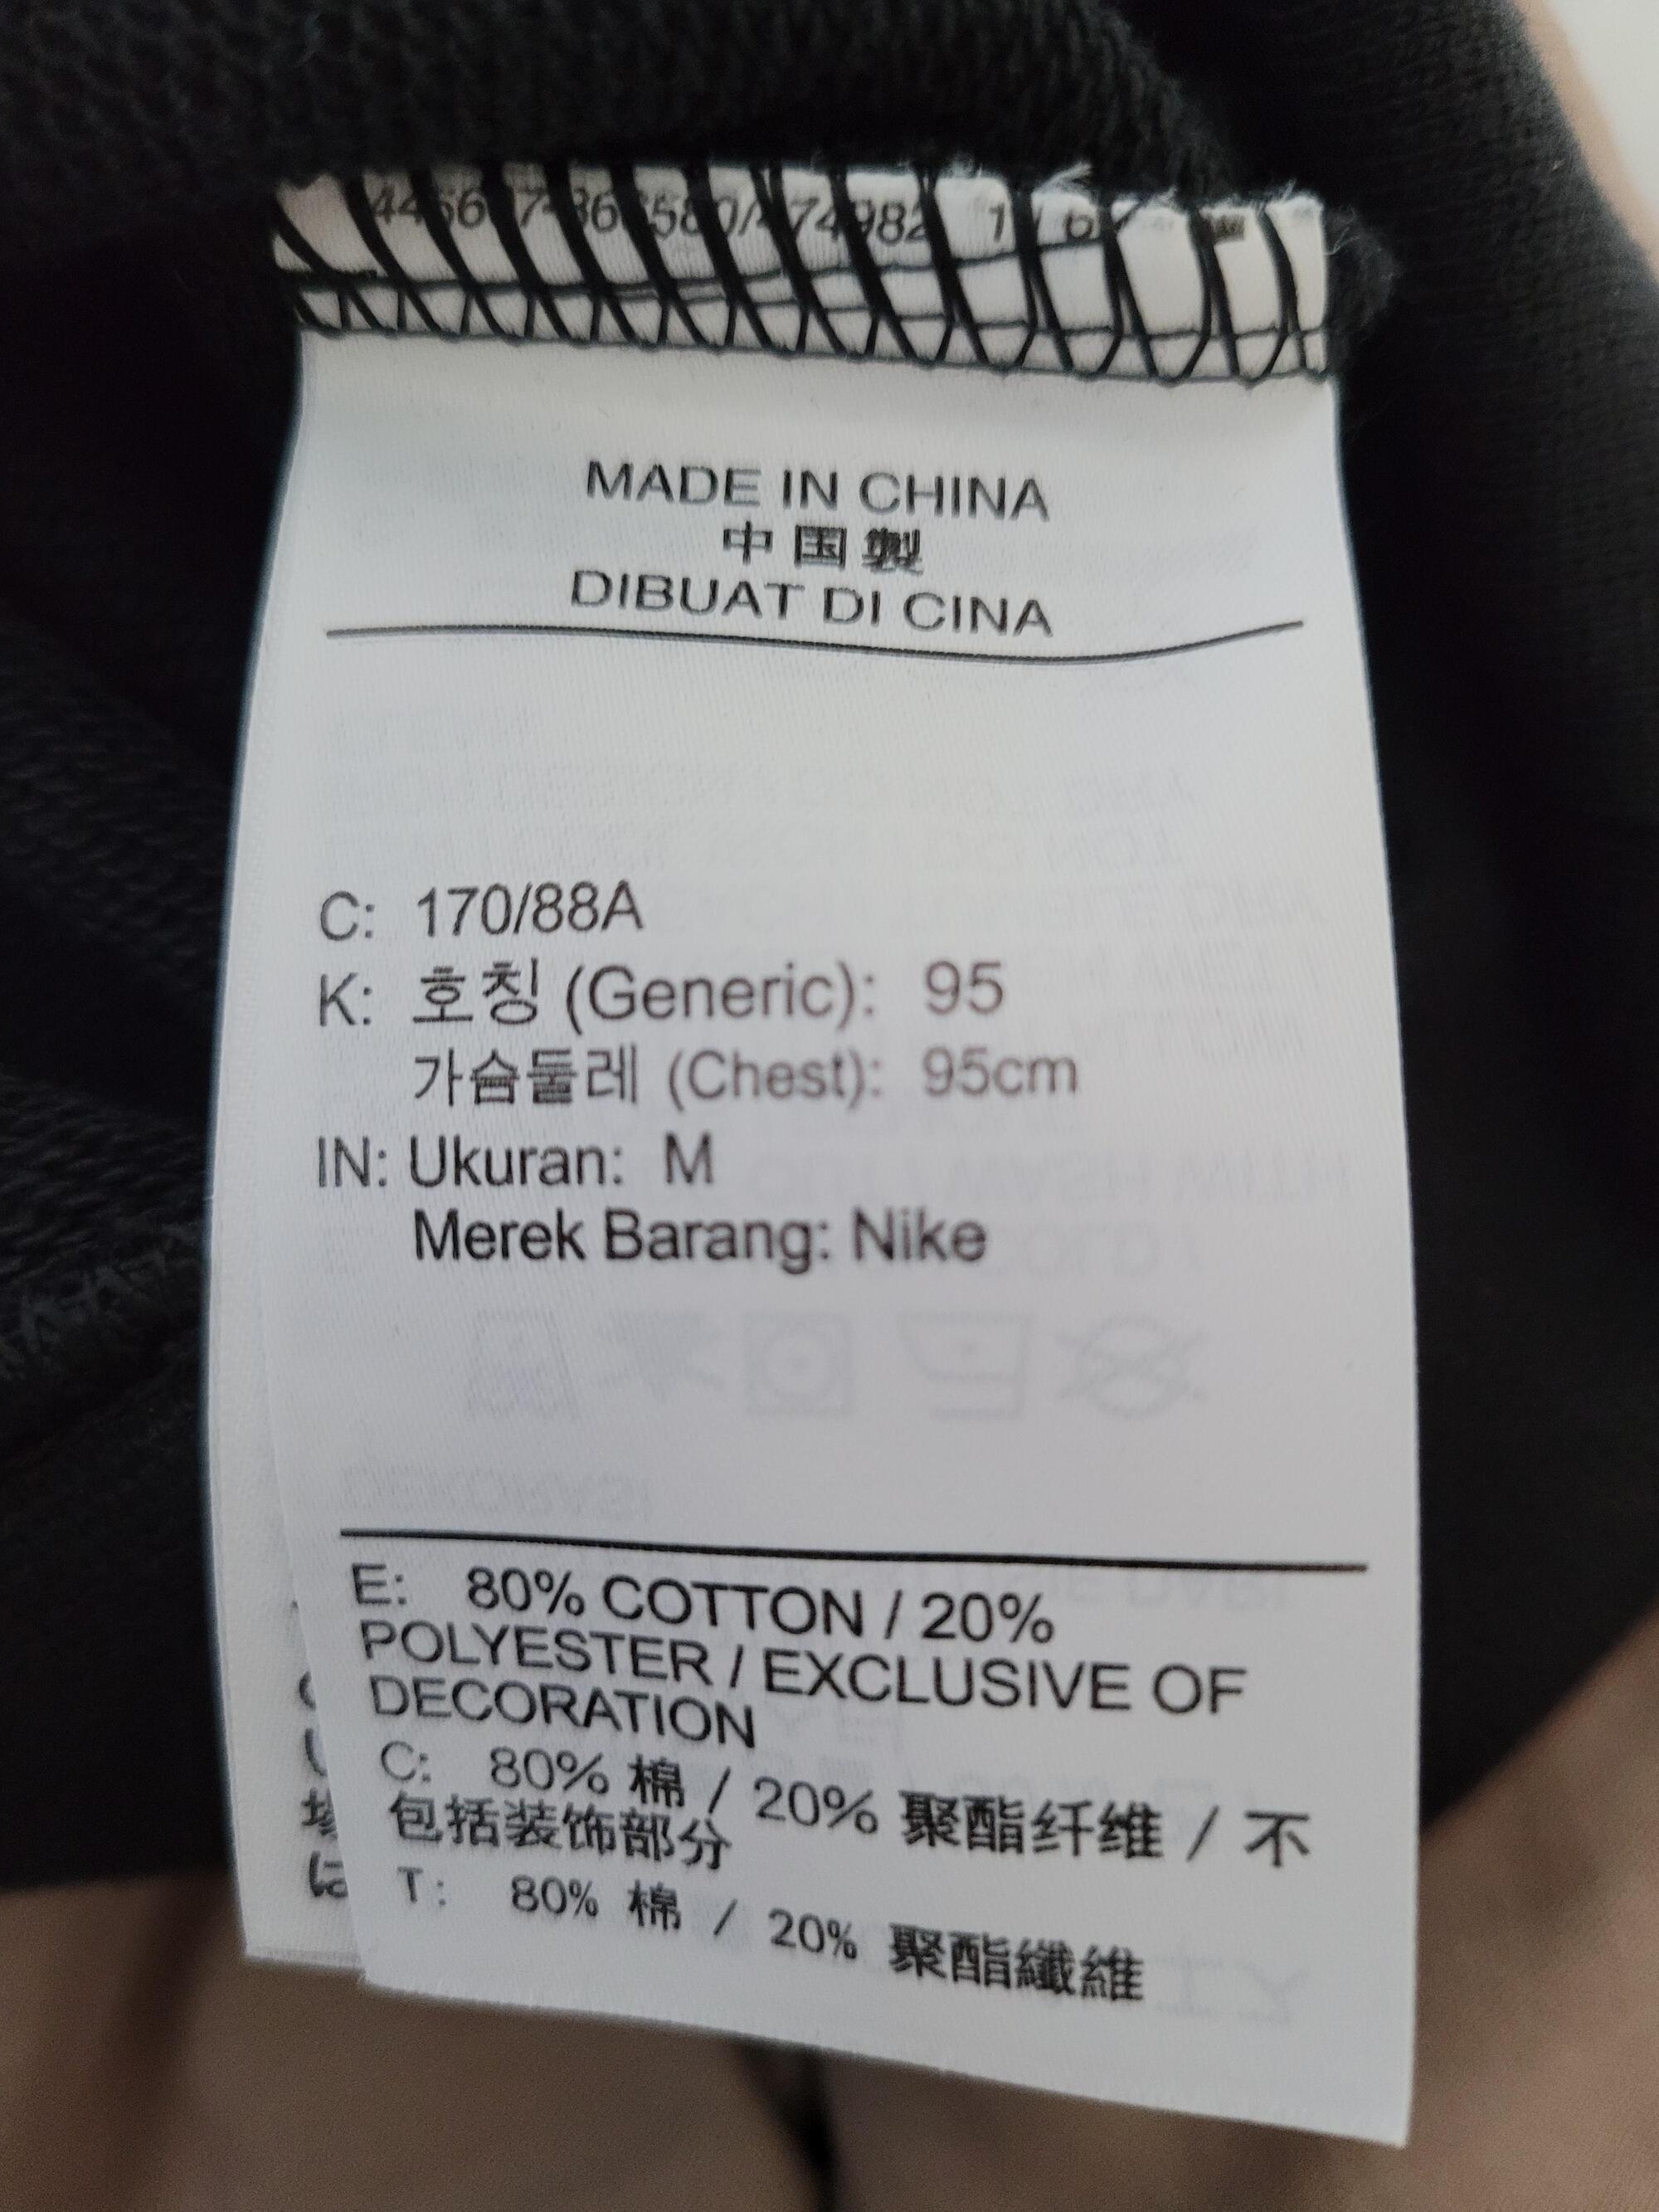 MADE IN CHINA
中国製
DIBUAT DI CINA
C: 170/88A
K: 호칭 (Generic): 95
가슴둘레 (Chest): 95cm
IN: Ukuran: M
Merek Barang: Nike
E: 80% COTTON / 20%
POLYESTER / EXCLUSIVE OF
DECORATION
C: 80% 棉 / 20% 聚酯纤维 / 不
包括装饰部分
T: 80% 棉 / 20% 聚酯纖維